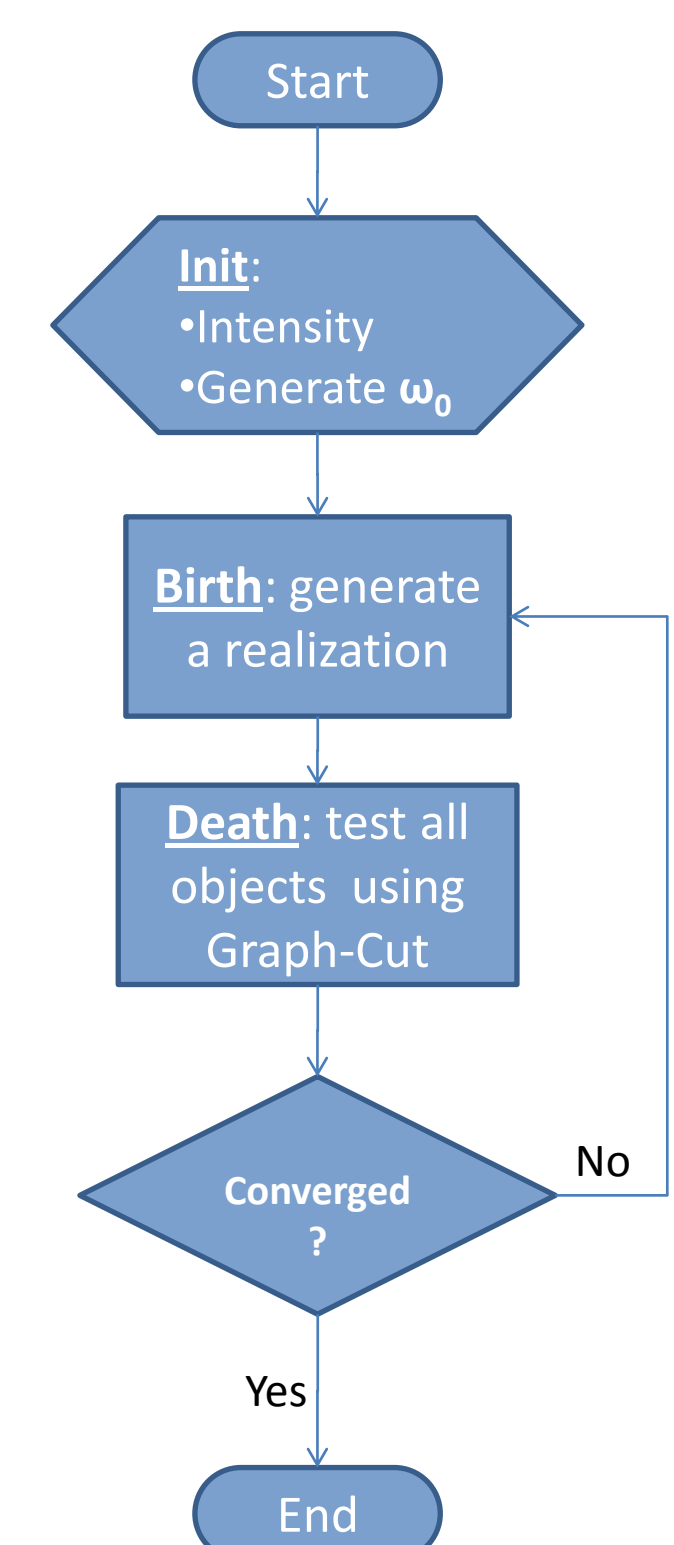 Start
Init:
•Intensity
•Generate ω₀
Birth: generate
a realization
Death: test all
objects using
Graph-Cut
Converged
?
No
Yes
End